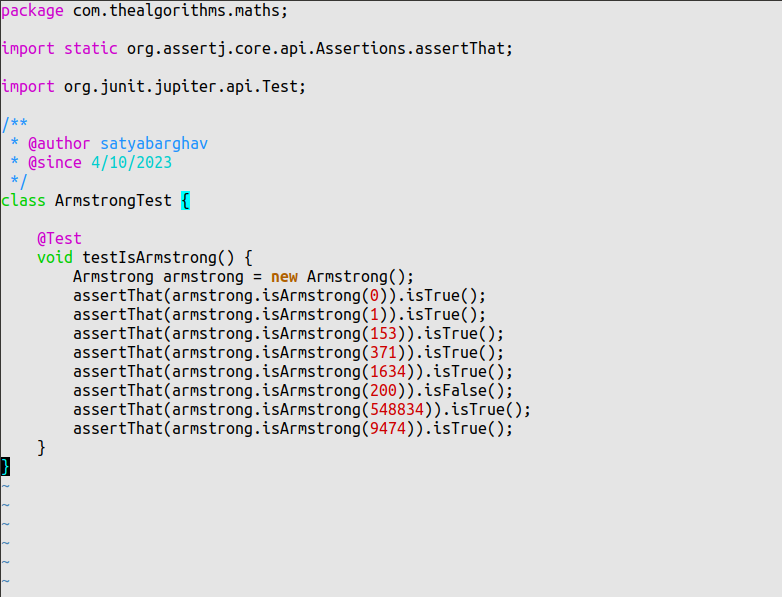 package com.thealgorithms.maths;

import static org.assertj.core.api.Assertions.assertThat;

import org.junit.jupiter.api.Test;

/**
 * @author satyabarghav
 * @since 4/10/2023
 */
class ArmstrongTest {

    @Test
    void testIsArmstrong() {
        Armstrong armstrong = new Armstrong();
        assertThat(armstrong.isArmstrong(0)).isTrue();
        assertThat(armstrong.isArmstrong(1)).isTrue();
        assertThat(armstrong.isArmstrong(153)).isTrue();
        assertThat(armstrong.isArmstrong(371)).isTrue();
        assertThat(armstrong.isArmstrong(1634)).isTrue();
        assertThat(armstrong.isArmstrong(200)).isFalse();
        assertThat(armstrong.isArmstrong(548834)).isTrue();
        assertThat(armstrong.isArmstrong(9474)).isTrue();
    }
}
~
~
~
~
~
~